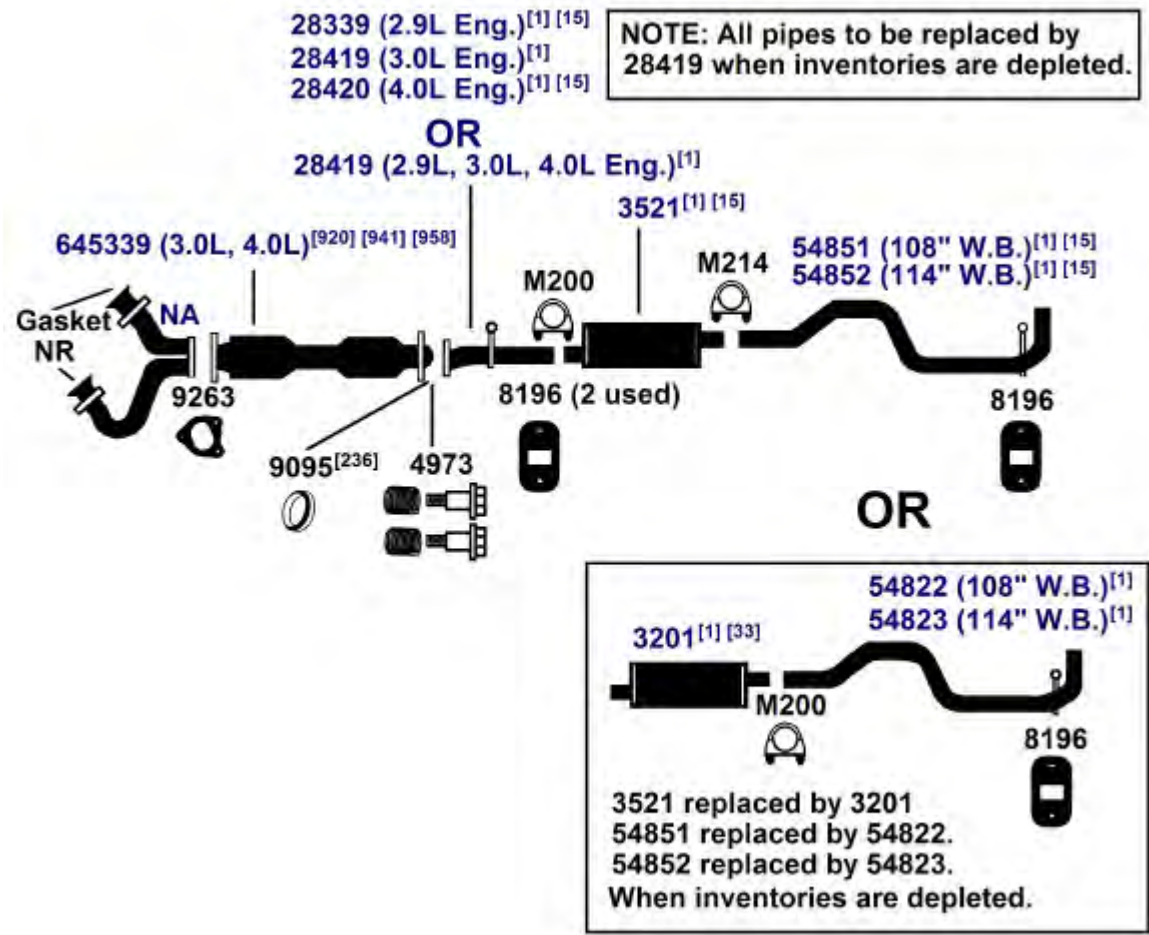 28339 (2.9L Eng.)[1] [15]
28419 (3.0L Eng.)[1]
28420 (4.0L Eng.)[1] [15]
OR
28419 (2.9L, 3.0L, 4.0L Eng.)[1]
NOTE: All pipes to be replaced by
28419 when inventories are depleted.
3521[1] [15]
645339 (3.0L, 4.0L)[920] [941] [958]
54851 (108" W.B.)[1] [15]
54852 (114" W.B.)[1] [15]
M200
M214
Gasket
NR
NA
9263
8196 (2 used)
8196
9095[236]
4973
OR
54822 (108" W.B.)[1]
54823 (114" W.B.)[1]
3201[1] [33]
M200
8196
3521 replaced by 3201
54851 replaced by 54822.
54852 replaced by 54823.
When inventories are depleted.